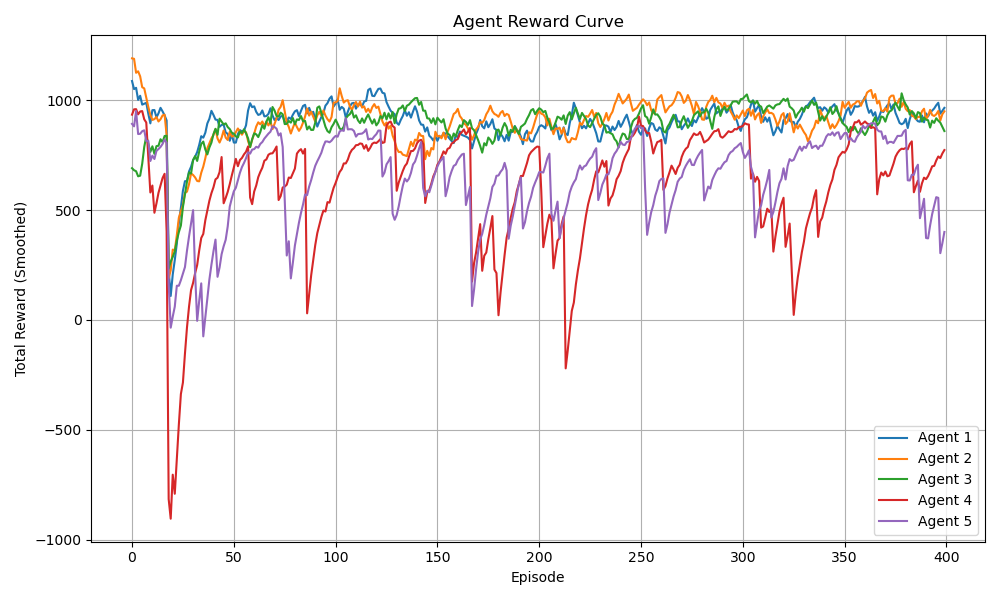 Agent Reward Curve
Total Reward (Smoothed)
1000
500
0
−500
−1000
0 50 100 150 200 250 300 350 400
Episode
Agent 1
Agent 2
Agent 3
Agent 4
Agent 5